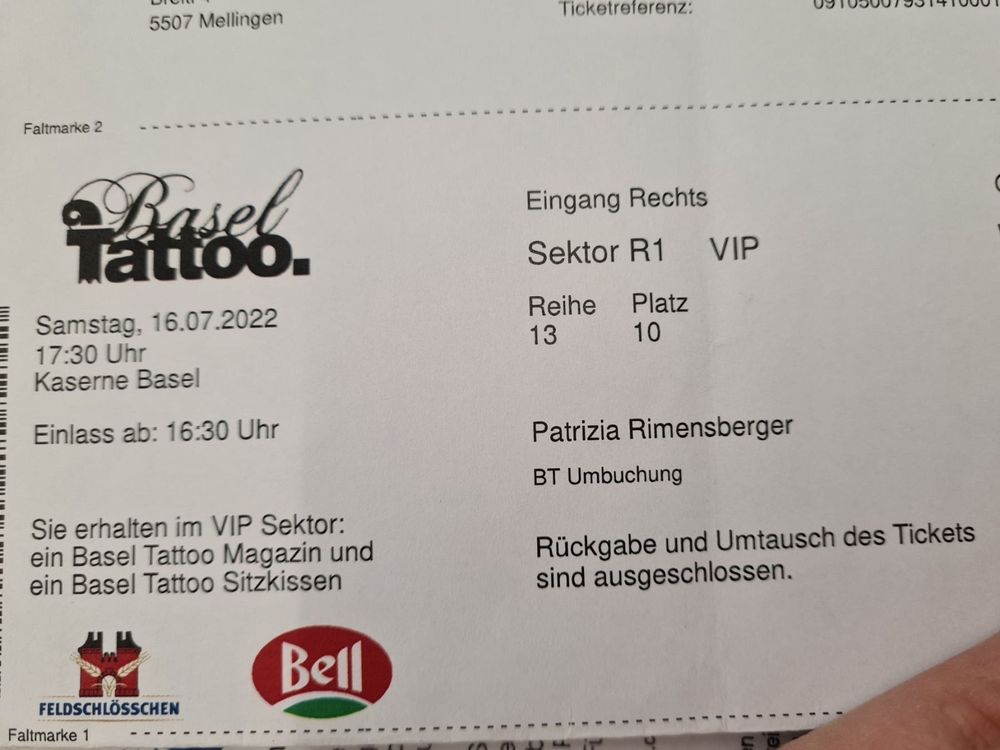 5507 Mellingen
Ticketreferenz:
Faltmarke 2
Basel
Tattoo.
Samstag, 16.07.2022
17:30 Uhr
Kaserne Basel
Einlass ab: 16:30 Uhr
Sie erhalten im VIP Sektor:
ein Basel Tattoo Magazin und
ein Basel Tattoo Sitzkissen
Eingang Rechts
Sektor R1 VIP
Reihe Platz
13 10
Patrizia Rimensberger
BT Umbuchung
Rückgabe und Umtausch des Tickets
sind ausgeschlossen.
FELDSCHLÖSSCHEN
Bell
Faltmarke 1